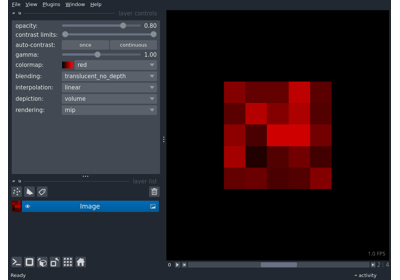 File View Plugins Window Help
layer controls
opacity: 0.80
contrast limits:
auto-contrast: once continuous
gamma: 1.00
colormap: red
blending: translucent_no_depth
interpolation: linear
depiction: volume
rendering: mip
layer list
Image
1.0 FPS
0 2 4
Ready activity